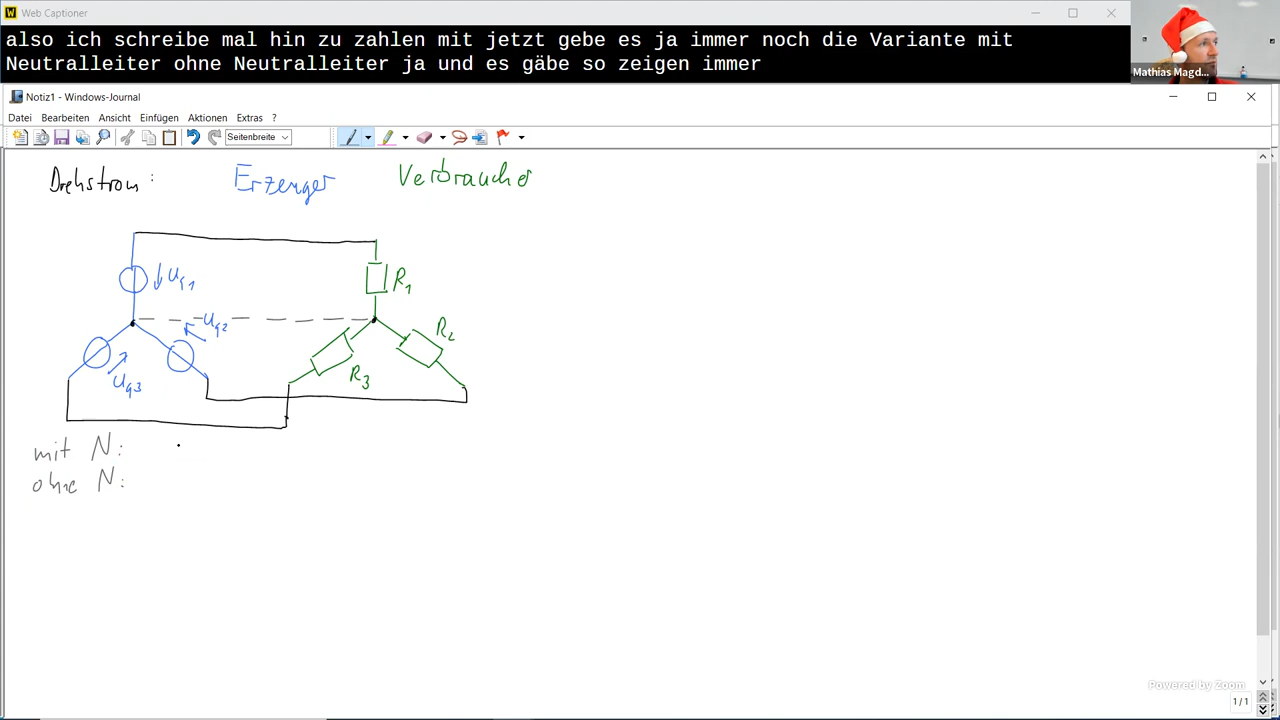 Web Captioner
also ich schreibe mal hin zu zahlen mit jetzt gebe es ja immer noch die Variante mit
Neutralleiter ohne Neutralleiter ja und es gäbe so zeigen immer
Mathias Magd...
Notiz1 - Windows-Journal
Datei Bearbeiten Ansicht Einfügen Aktionen Extras ?
Seitenbreite
Drehstrom: Erzeuger Verbraucher
Uq1 R1
Uq2 R2
Uq3 R3
mit N:
ohne N:
Powered by Zoom
1/1